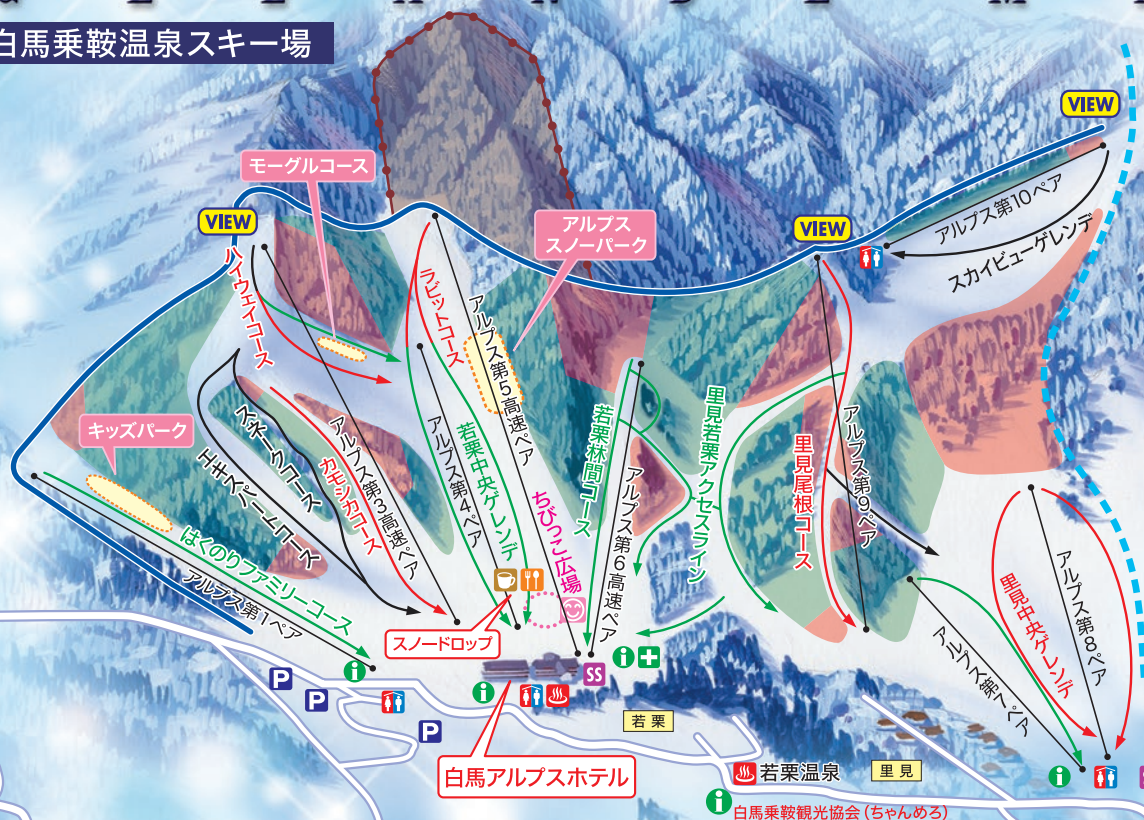 白馬乗鞍温泉スキー場
VIEW
モーグルコース
アルプス
スノーパーク
VIEW
VIEW
アルプス第10ペア
スカイビューゲレンデ
ハイウェイコース
ラビットコース
アルプス第5高速ペア
キッズパーク
スネークコース
エキスパートコース
カモシカコース
アルプス第3高速ペア
アルプス第4ペア
若栗中央ゲレンデ
ちびっこ広場
若栗林間コース
アルプス第6高速ペア
里見若栗アクセスライン
里見尾根コース
アルプス第9ペア
はくのりファミリーコース
アルプス第1ペア
スノードロップ
里見中央ゲレンデ
アルプス第8ペア
アルプス第7ペア
P
P
P
SS
若栗
白馬アルプスホテル
若栗温泉
里見
白馬乗鞍観光協会(ちゃんめろ)